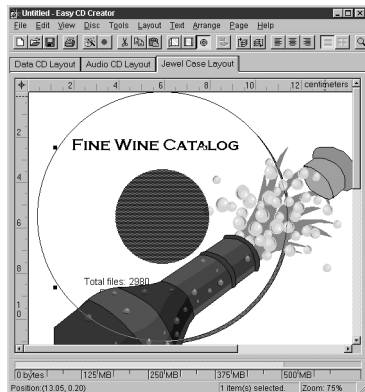 Untitled - Easy CD Creator
File Edit View Disc Tools Layout Text Arrange Page Help
Data CD Layout Audio CD Layout Jewel Case Layout
2 4 6 8 10 12 centimeters
2
4
6
8
10
FINE WINE CATALOG
Total files: 2980
0 bytes 125 MB 250 MB 375 MB 500 MB
Position:(13.05, 0.20) 1 item(s) selected. Zoom: 75%